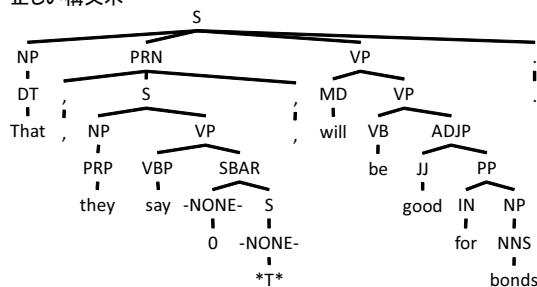 正しい構文木
S
NP PRN VP .
DT , S , MD VP .
That , NP VP , will VB ADJP
PRP VBP SBAR be JJ PP
they say -NONE- S good IN NP
0 -NONE- for NNS
*T* bonds